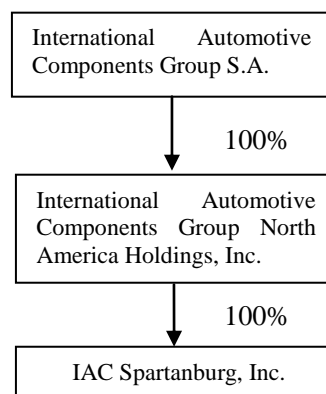 International Automotive
Components Group S.A.
100%
International Automotive
Components Group North
America Holdings, Inc.
100%
IAC Spartanburg, Inc.